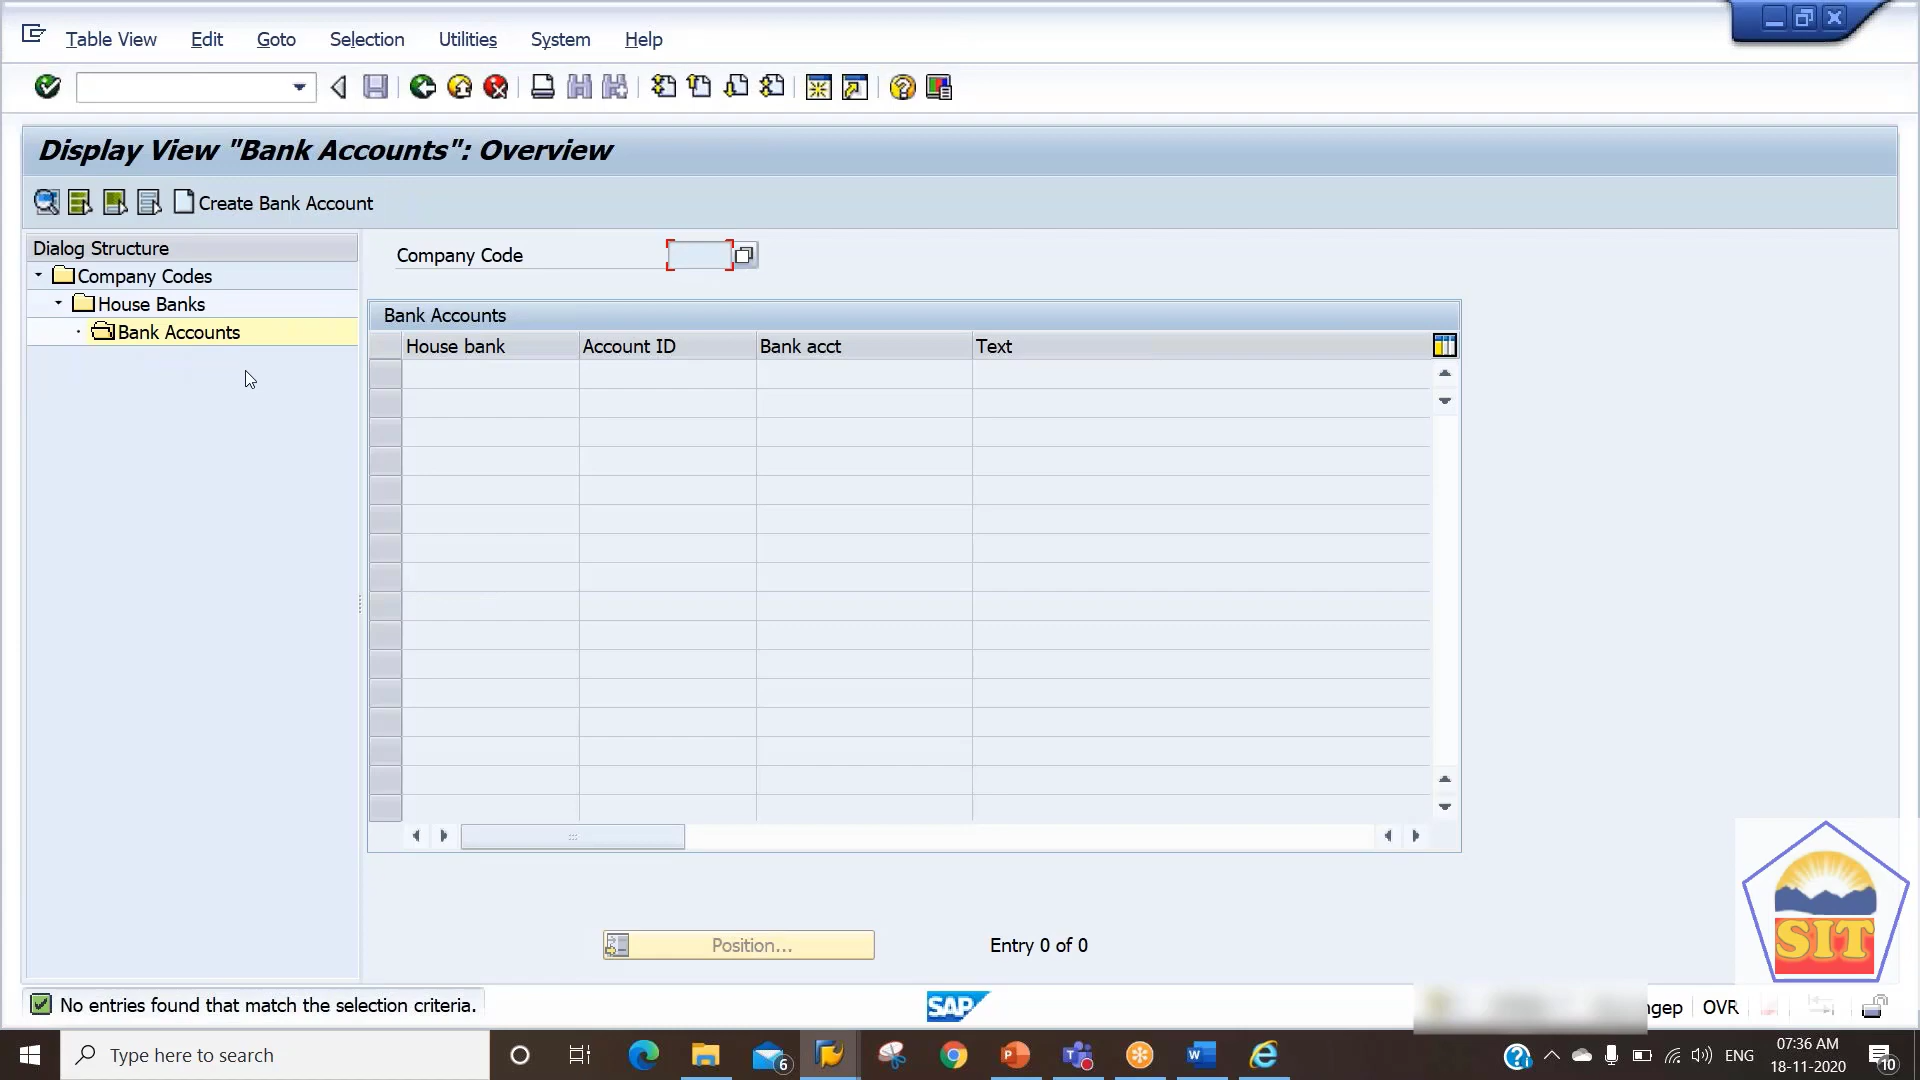 Table View Edit Goto Selection Utilities System Help
Display View "Bank Accounts": Overview
Create Bank Account
Dialog Structure
Company Codes
House Banks
Bank Accounts
Company Code
Bank Accounts
House bank Account ID Bank acct Text
Position... Entry 0 of 0
SIT
No entries found that match the selection criteria.
SAP
OVR
Type here to search
6
ENG
07:36 AM
18-11-2020
10